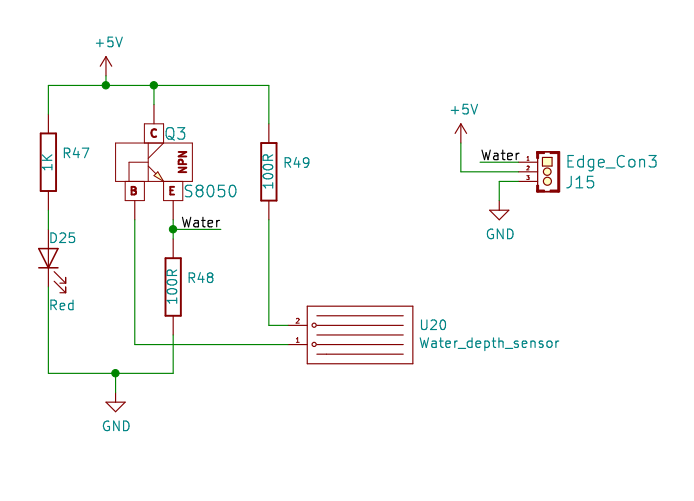 +5V
C
Q3
NPN
B
E
S8050
1K
R47
100R
R49
Water
D25
Red
100R
R48
2
1
U20
Water_depth_sensor
GND
+5V
Water
1
2
3
Edge_Con3
J15
GND